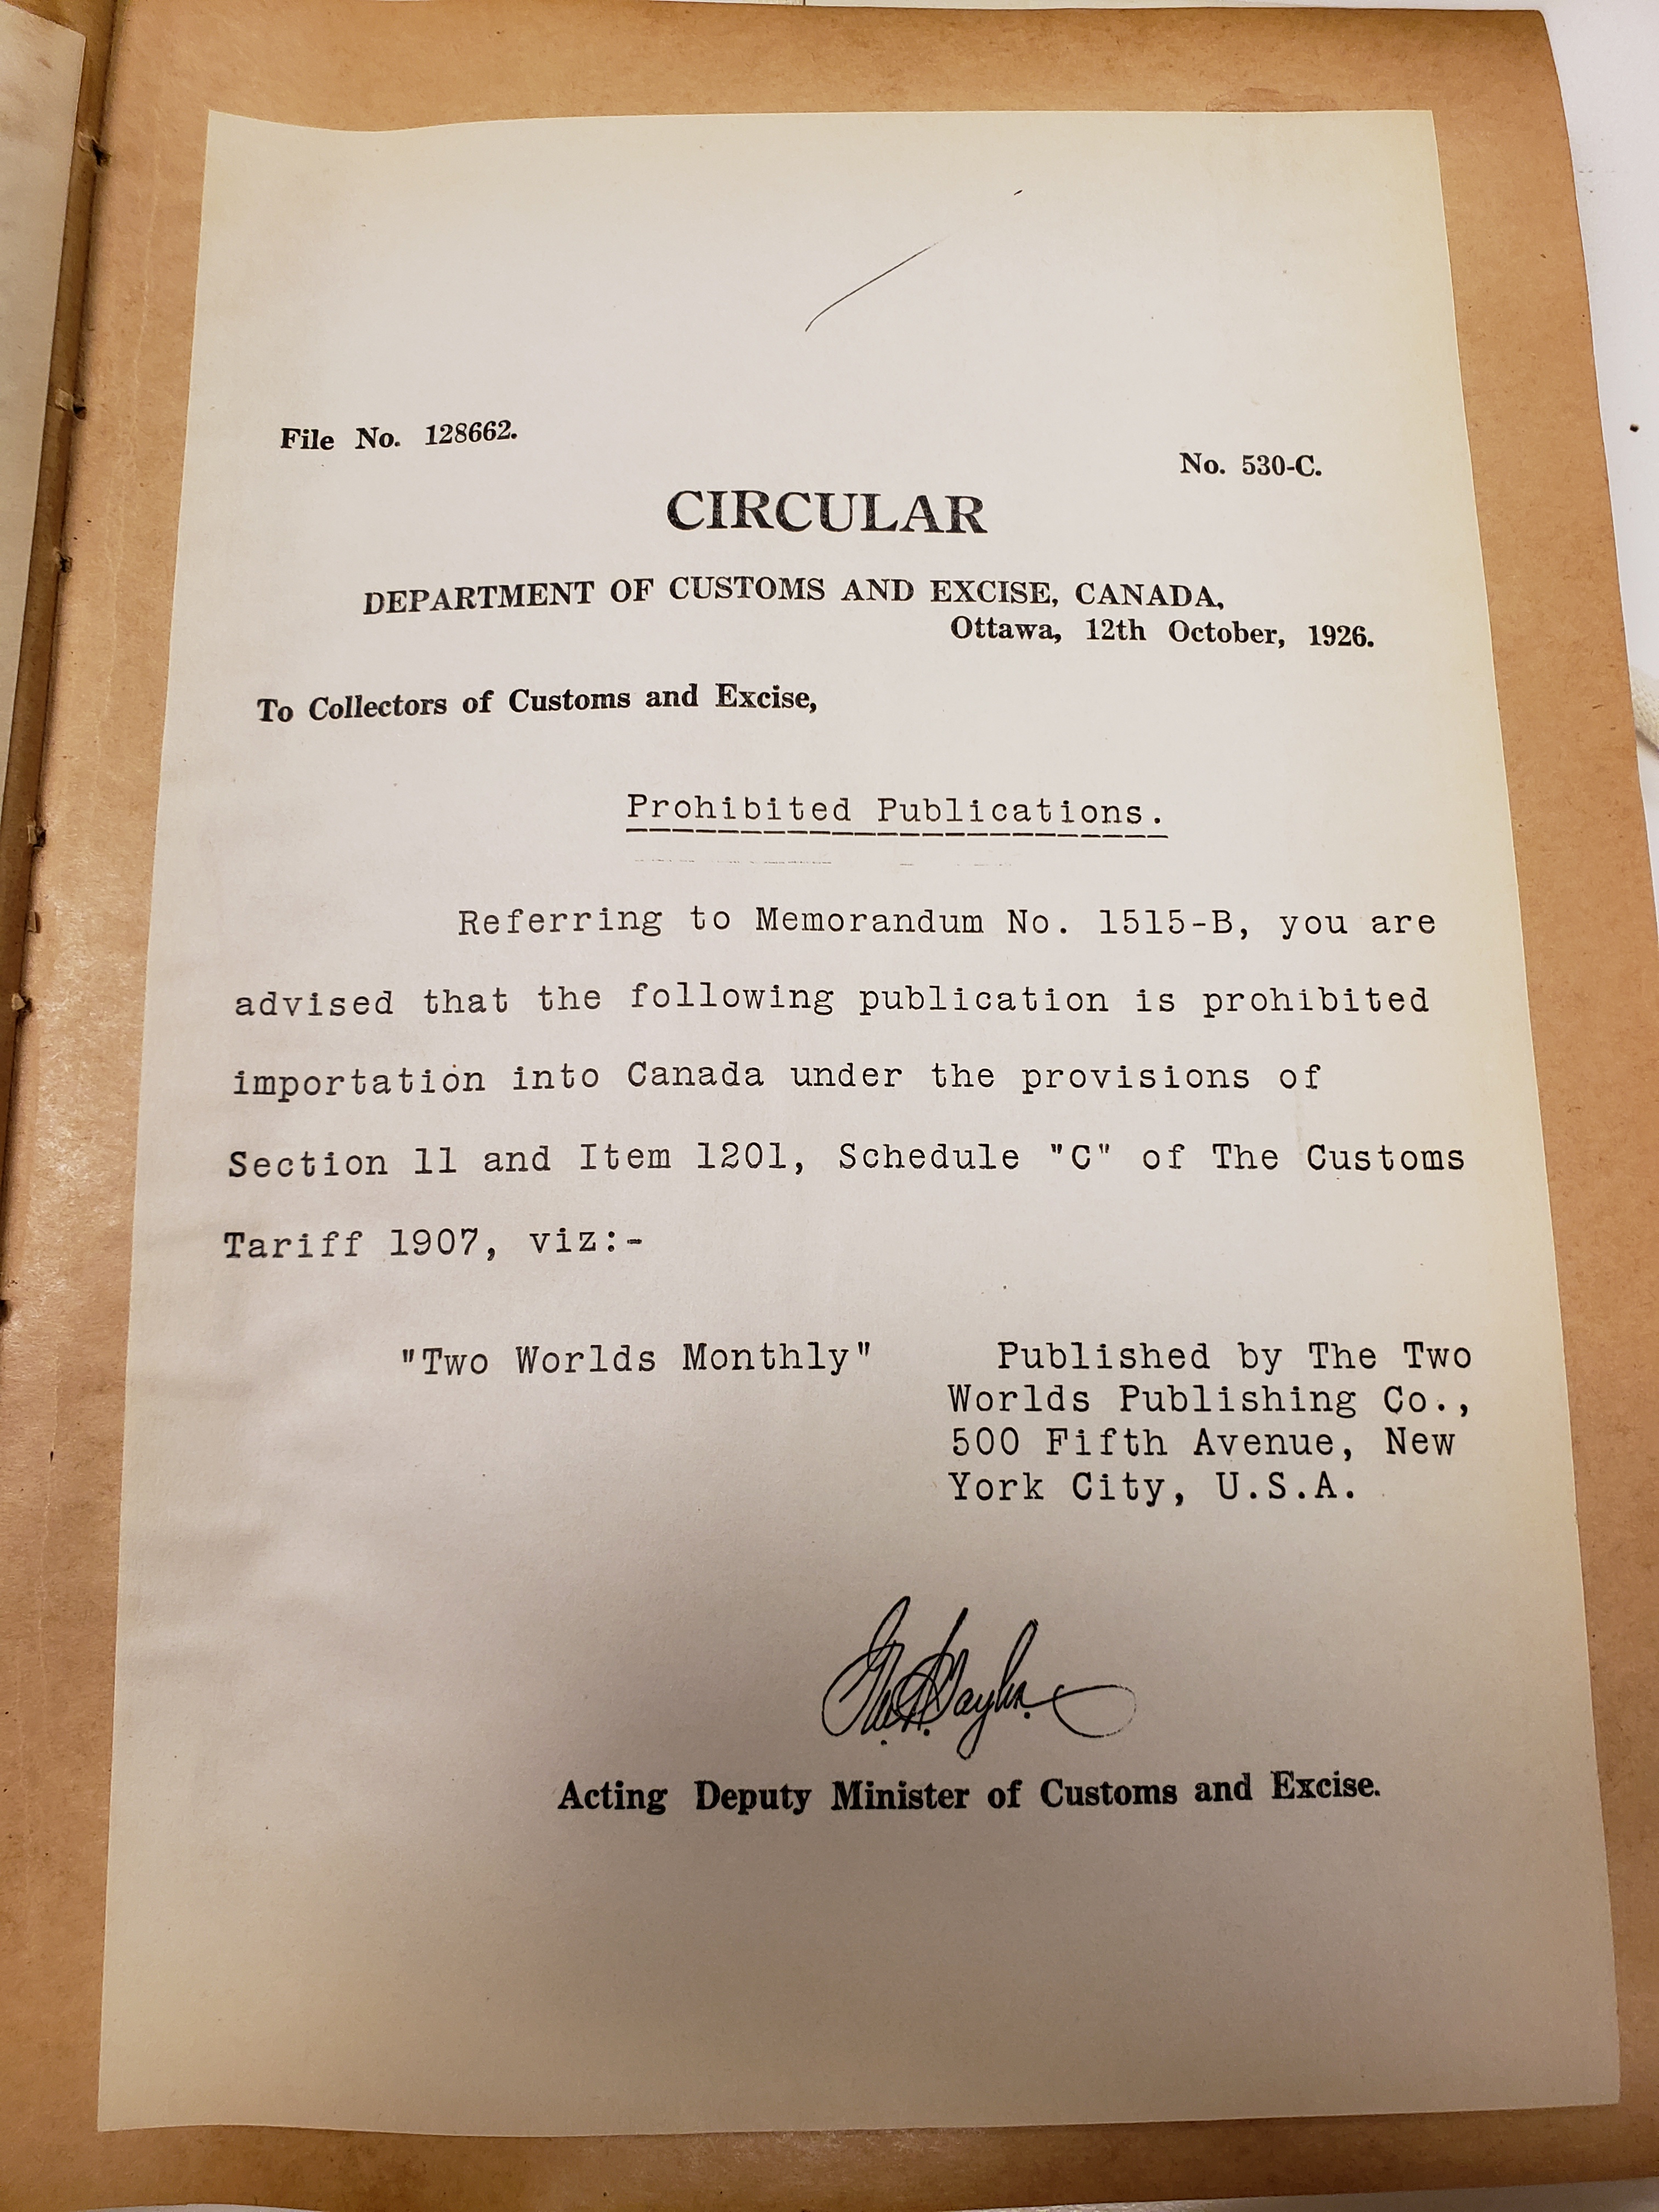 File No. 128662.
No. 530-C.
CIRCULAR
DEPARTMENT OF CUSTOMS AND EXCISE, CANADA,
Ottawa, 12th October, 1926.
To Collectors of Customs and Excise,
Prohibited Publications.
Referring to Memorandum No. 1515-B, you are
advised that the following publication is prohibited
importation into Canada under the provisions of
Section 11 and Item 1201, Schedule "C" of The Customs
Tariff 1907, viz:-
"Two Worlds Monthly" Published by The Two
Worlds Publishing Co.,
500 Fifth Avenue, New
York City, U.S.A.
Acting Deputy Minister of Customs and Excise.